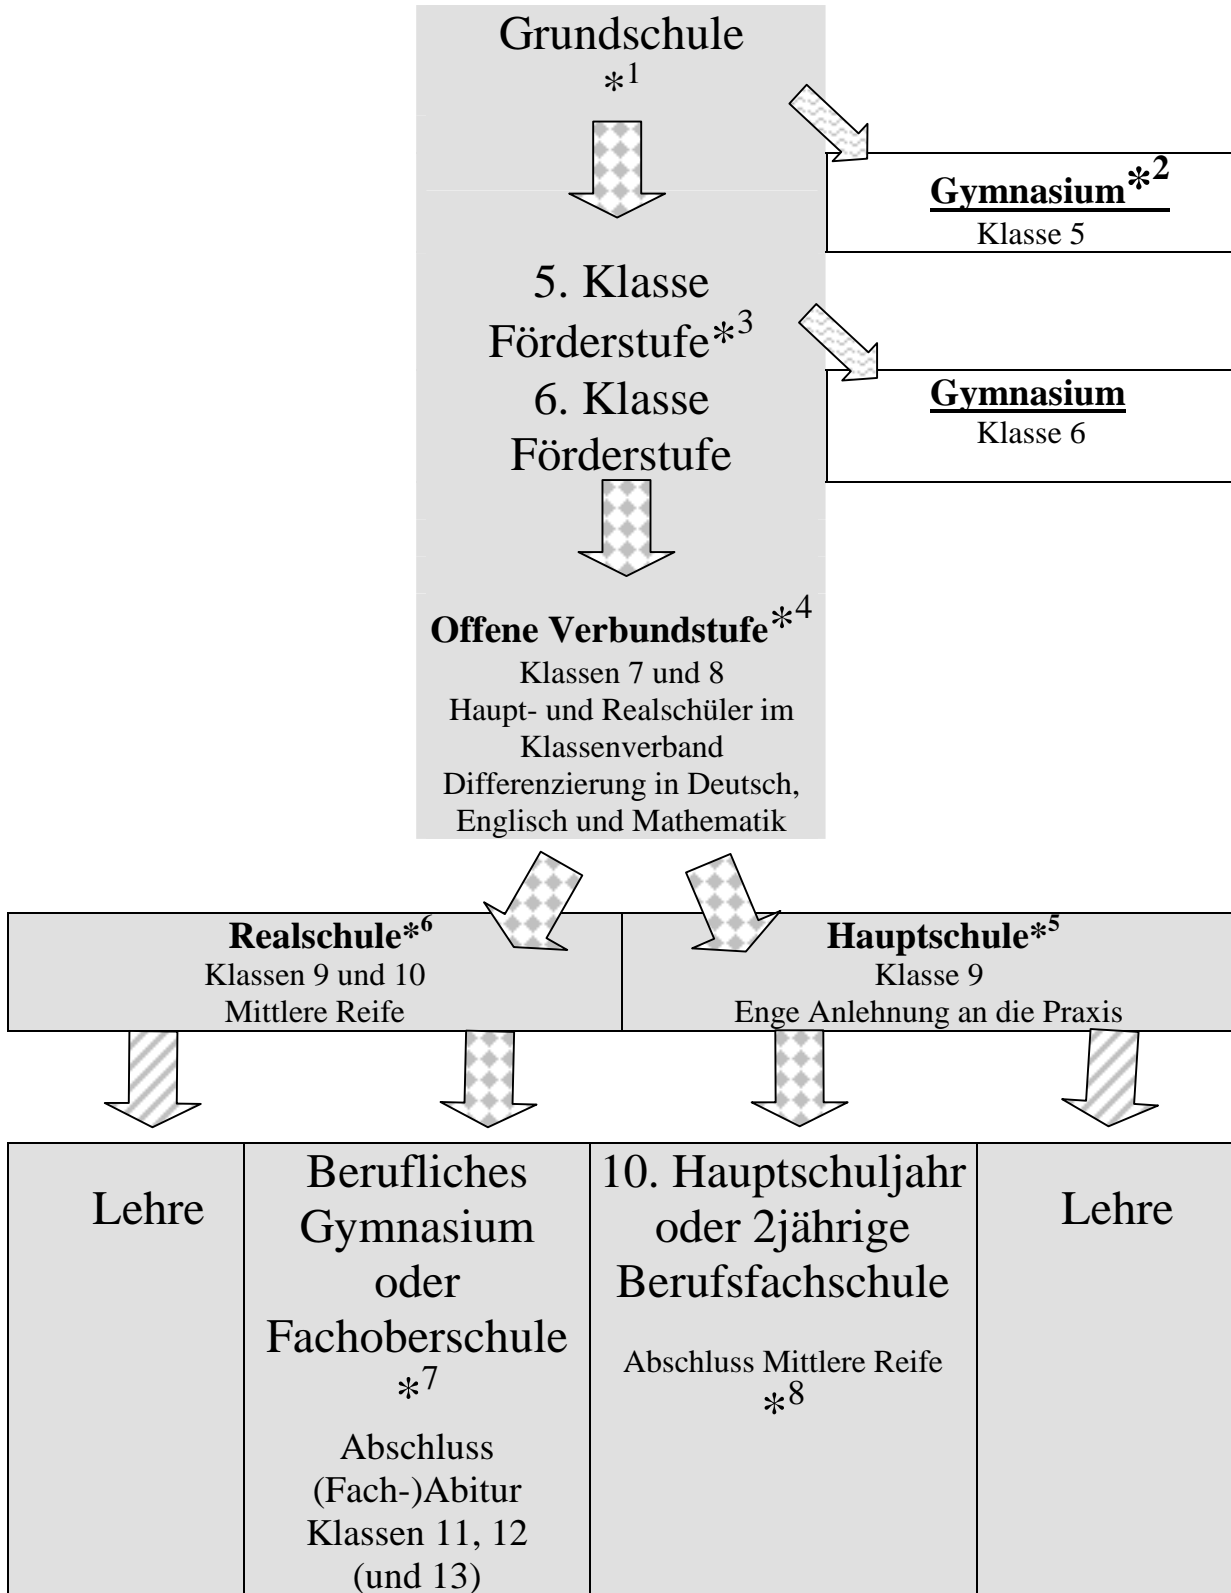 Grundschule
*1
Gymnasium*2
Klasse 5
5. Klasse
Förderstufe*3
6. Klasse
Förderstufe
Gymnasium
Klasse 6
Offene Verbundstufe*4
Klassen 7 und 8
Haupt- und Realschüler im
Klassenverband
Differenzierung in Deutsch,
Englisch und Mathematik
Realschule*6
Klassen 9 und 10
Mittlere Reife
Hauptschule*5
Klasse 9
Enge Anlehnung an die Praxis
Lehre
Berufliches
Gymnasium
oder
Fachoberschule
*7
Abschluss
(Fach-)Abitur
Klassen 11, 12
(und 13)
10. Hauptschuljahr
oder 2jährige
Berufsfachschule
Abschluss Mittlere Reife
*8
Lehre